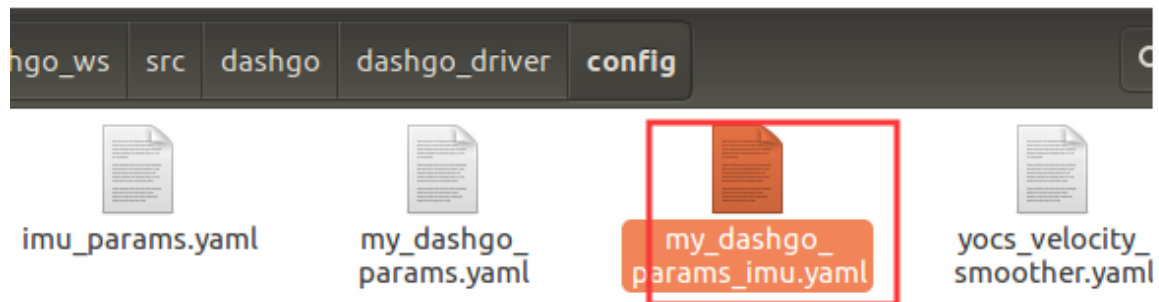 hgo_ws src dashgo dashgo_driver config
imu_params.yaml
my_dashgo_
params.yaml
my_dashgo_
params_imu.yaml
yocs_velocity_
smoother.yaml